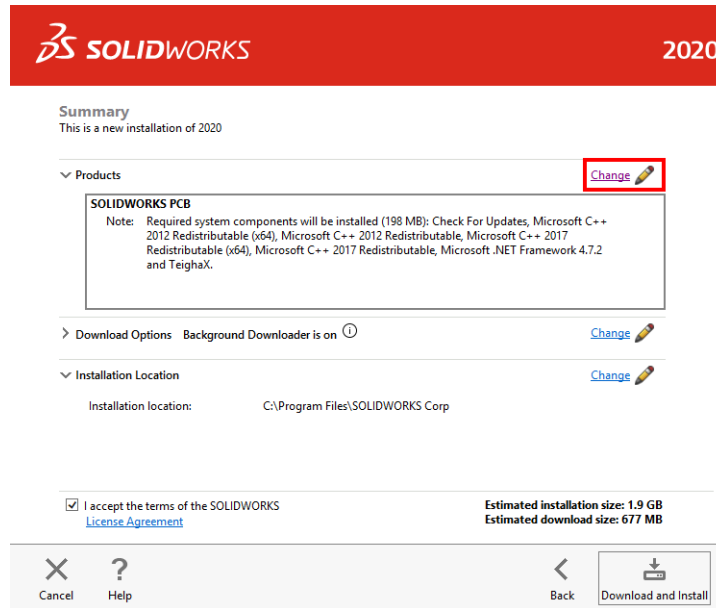 SOLIDWORKS
2020
Summary
This is a new installation of 2020
Products
Change
SOLIDWORKS PCB
Note: Required system components will be installed (198 MB): Check For Updates, Microsoft C++
2012 Redistributable (x64), Microsoft C++ 2012 Redistributable, Microsoft C++ 2017
Redistributable (x64), Microsoft C++ 2017 Redistributable, Microsoft .NET Framework 4.7.2
and TeighaX.
Download Options Background Downloader is on
Change
Installation Location
Change
Installation location: C:\Program Files\SOLIDWORKS Corp
I accept the terms of the SOLIDWORKS
License Agreement
Estimated installation size: 1.9 GB
Estimated download size: 677 MB
Cancel
Help
Back
Download and Install